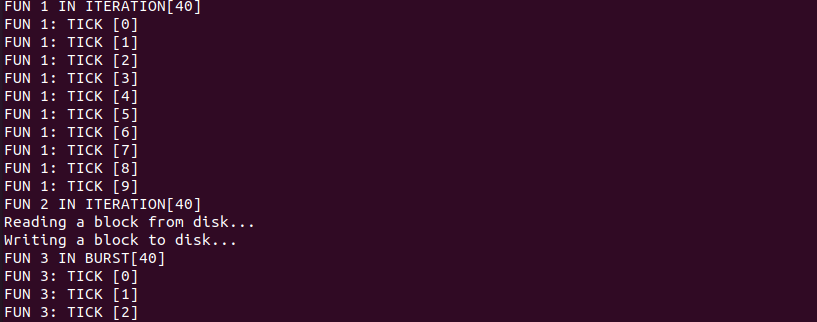 FUN 1 IN ITERATION[40]
FUN 1: TICK [0]
FUN 1: TICK [1]
FUN 1: TICK [2]
FUN 1: TICK [3]
FUN 1: TICK [4]
FUN 1: TICK [5]
FUN 1: TICK [6]
FUN 1: TICK [7]
FUN 1: TICK [8]
FUN 1: TICK [9]
FUN 2 IN ITERATION[40]
Reading a block from disk...
Writing a block to disk...
FUN 3 IN BURST[40]
FUN 3: TICK [0]
FUN 3: TICK [1]
FUN 3: TICK [2]